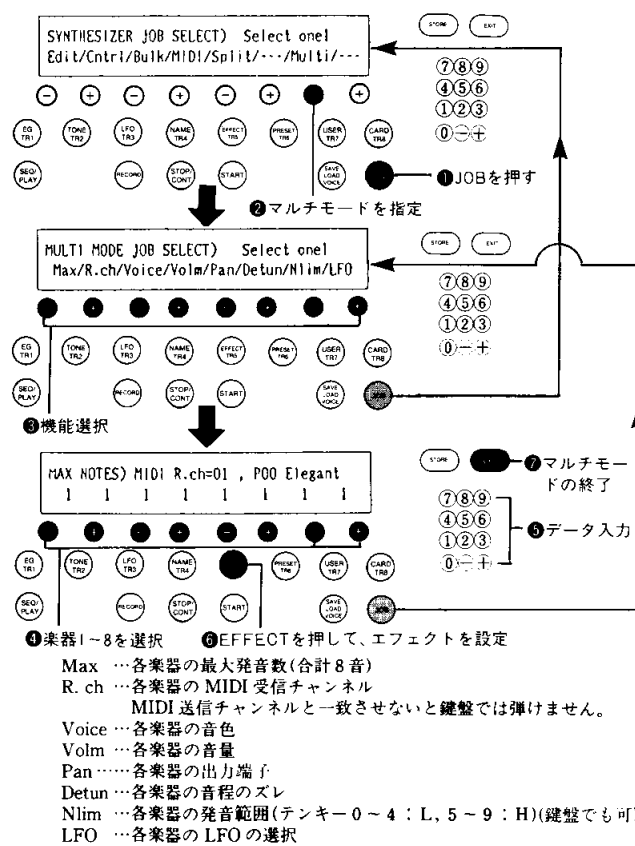 SYNTHESIZER JOB SELECT) Select one!
Edit/Cntrl/Bulk/MIDI/Split/---/Multi/---
STORE EXIT
⊖ ⊕ ⊖ ⊕ ⊖ ⊕ ⊕
⑦⑧⑨
④⑤⑥
①②③
0 − +
EG TR1 TONE TR2 LFO TR3 NAME TR4 EFFECT TR5 PRESET TR6 USER TR7 CARD TR8
SEQ/PLAY RECORD STOP/CONT START SAVE LOAD VOICE
❶JOBを押す
❷マルチモードを指定
MULTI MODE JOB SELECT) Select one!
Max/R.ch/Voice/Volm/Pan/Detun/Nlim/LFO
STORE EXIT
⑦⑧⑨
④⑤⑥
①②③
0 − +
EG TR1 TONE TR2 LFO TR3 NAME TR4 EFFECT TR5 PRESET TR6 USER TR7 CARD TR8
SEQ/PLAY RECORD STOP/CONT START SAVE LOAD VOICE JOB
❸機能選択
MAX NOTES) MIDI R.ch=01 , P00 Elegant
1 1 1 1 1 1 1 1
STORE
❼マルチモードの終了
⑦⑧⑨
④⑤⑥
①②③
0 − +
❺データ入力
EG TR1 TONE TR2 LFO TR3 NAME TR4 PRESET TR6 USER TR7 CARD TR8
SEQ/PLAY RECORD STOP/CONT START SAVE LOAD VOICE JOB
❹楽器1~8を選択 ❻EFFECTを押して、エフェクトを設定
Max …各楽器の最大発音数(合計8音)
R. ch …各楽器の MIDI 受信チャンネル
MIDI 送信チャンネルと一致させないと鍵盤では弾けません。
Voice …各楽器の音色
Volm …各楽器の音量
Pan……各楽器の出力端子
Detun …各楽器の音程のズレ
Nlim …各楽器の発音範囲(テンキー0~4:L, 5~9:H)(鍵盤でも可
LFO …各楽器の LFO の選択